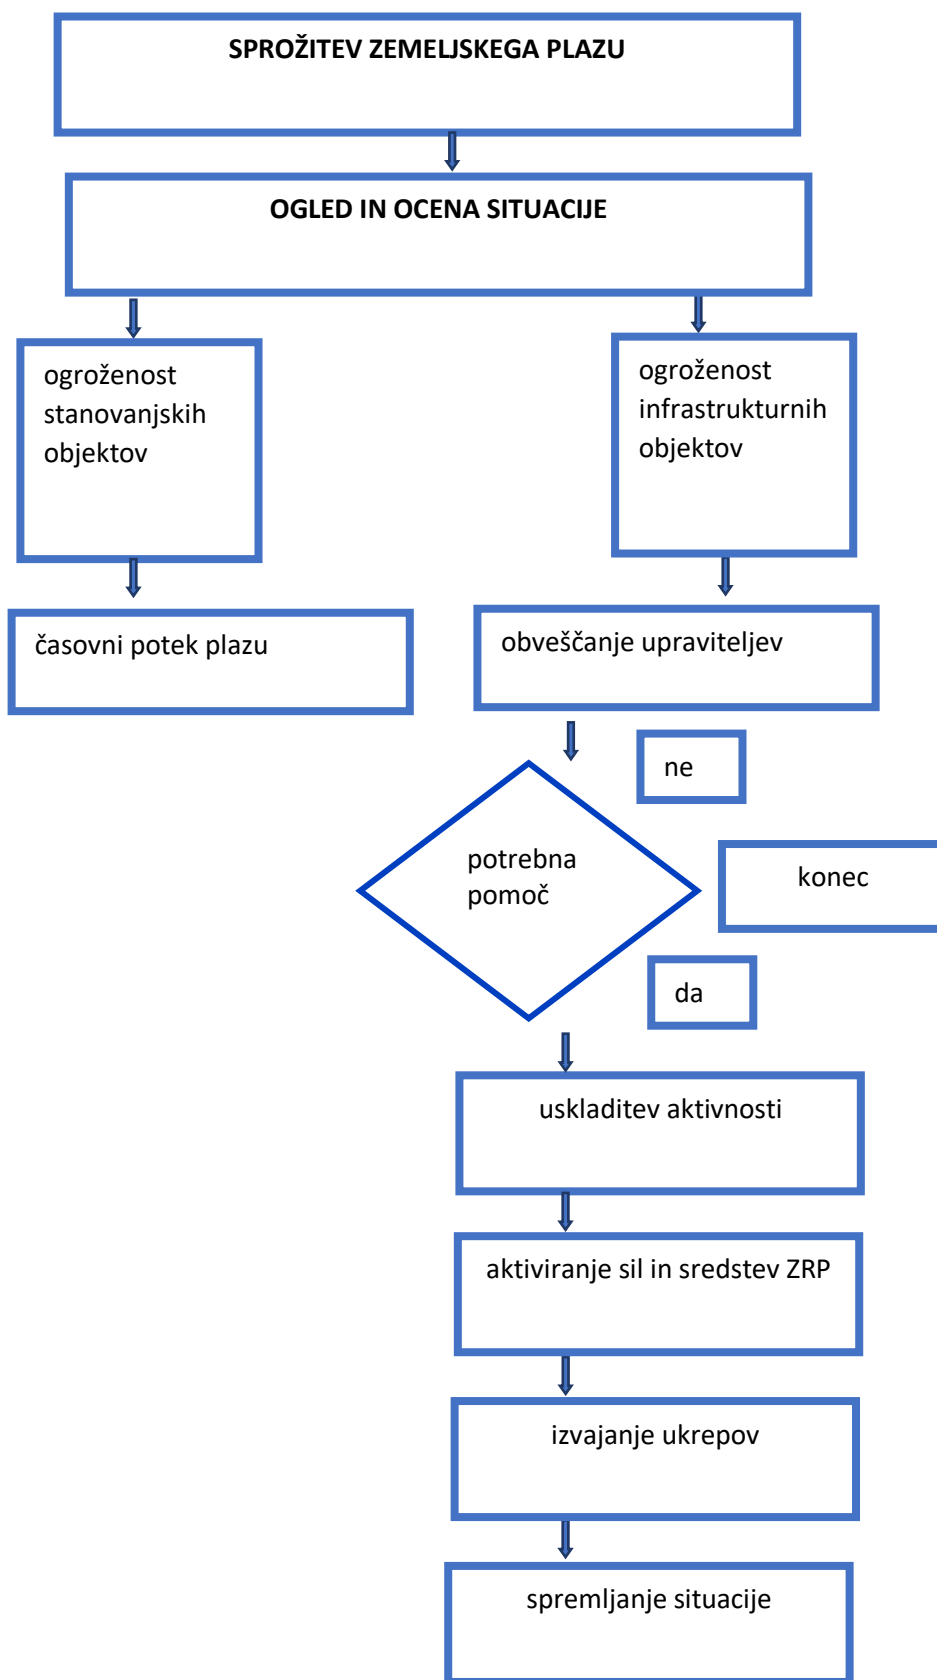 SPROŽITEV ZEMELJSKEGA PLAZU
OGLED IN OCENA SITUACIJE
ogroženost
stanovanjskih
objektov
ogroženost
infrastrukturnih
objektov
časovni potek plazu
obveščanje upraviteljev
ne
potrebna
pomoč
konec
da
uskladitev aktivnosti
aktiviranje sil in sredstev ZRP
izvajanje ukrepov
spremljanje situacije